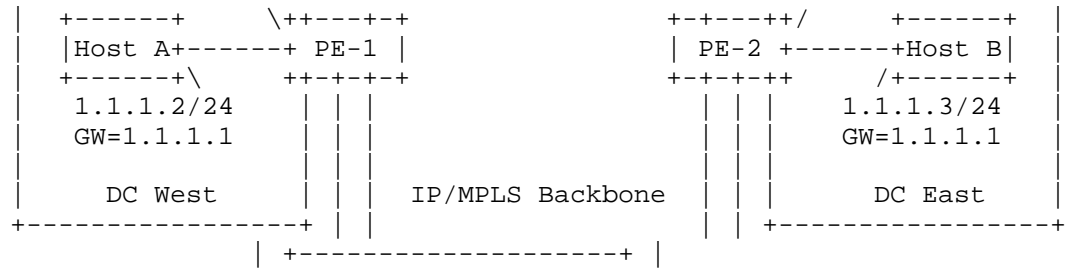 Host A PE-1 PE-2 Host B
1.1.1.2/24 1.1.1.3/24
GW=1.1.1.1 GW=1.1.1.1
DC West IP/MPLS Backbone DC East